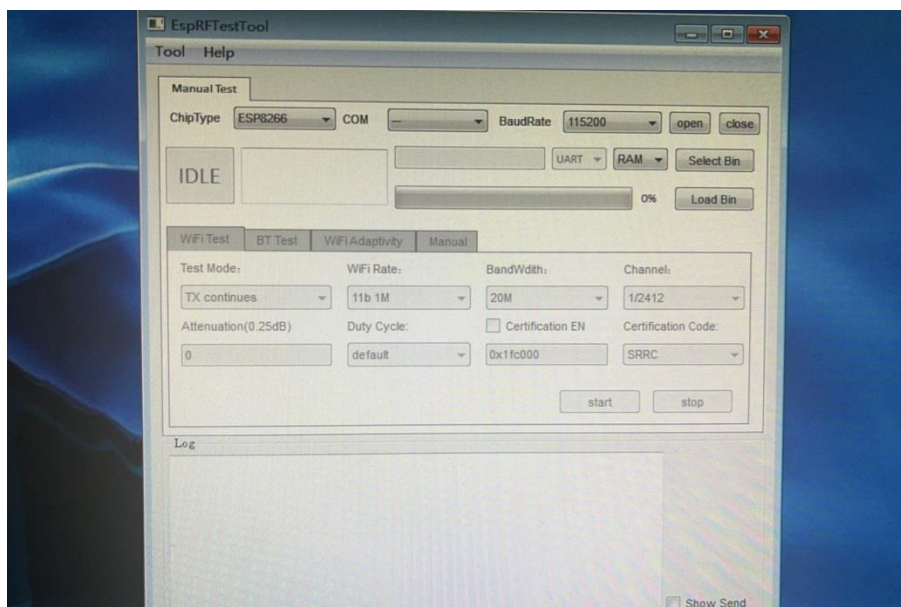 EspRFTestTool
Tool Help
Manual Test
ChipType ESP8266 COM --- BaudRate 115200 open close
IDLE UART RAM Select Bin
0% Load Bin
WiFi Test BT Test WiFi Adaptivity Manual
Test Mode: WiFi Rate: BandWdith: Channel:
TX continues 11b 1M 20M 1/2412
Attenuation(0.25dB) Duty Cycle: Certification EN Certification Code:
0 default 0x1fc000 SRRC
start stop
Log
Show Send